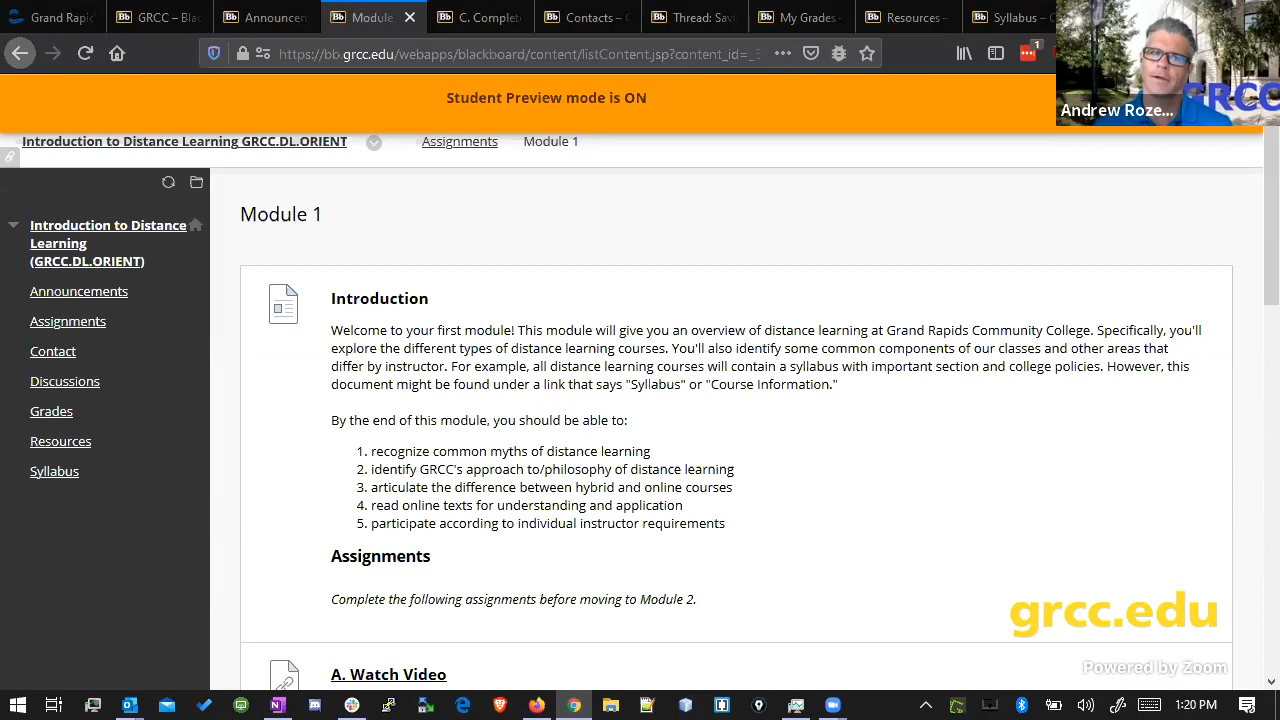 Grand Rapid
GRCC – Bla
Announcem
Module
C. Complete
Contacts – G
Thread: Savi
My Grades -
Resources –
Syllabus – C
https://bb.grcc.edu/webapps/blackboard/content/listContent.jsp?content_id=_
1
Student Preview mode is ON
GRCC
Andrew Roze...
Introduction to Distance Learning GRCC.DL.ORIENT
Assignments
Module 1
Introduction to Distance
Learning
(GRCC.DL.ORIENT)
Announcements
Assignments
Contact
Discussions
Grades
Resources
Syllabus
Module 1
Introduction
Welcome to your first module! This module will give you an overview of distance learning at Grand Rapids Community College. Specifically, you'll
explore the different types of distance learning courses. You'll also identify some common components of our classes and other areas that
differ by instructor. For example, all distance learning courses will contain a syllabus with important section and college policies. However, this
document might be found under a link that says "Syllabus" or "Course Information."
By the end of this module, you should be able to:
1. recognize common myths of distance learning
2. identify GRCC's approach to/philosophy of distance learning
3. articulate the difference between hybrid and online courses
4. read online texts for understanding and application
5. participate according to individual instructor requirements
Assignments
Complete the following assignments before moving to Module 2.
grcc.edu
Powered by Zoom
A. Watch Video
1:20 PM